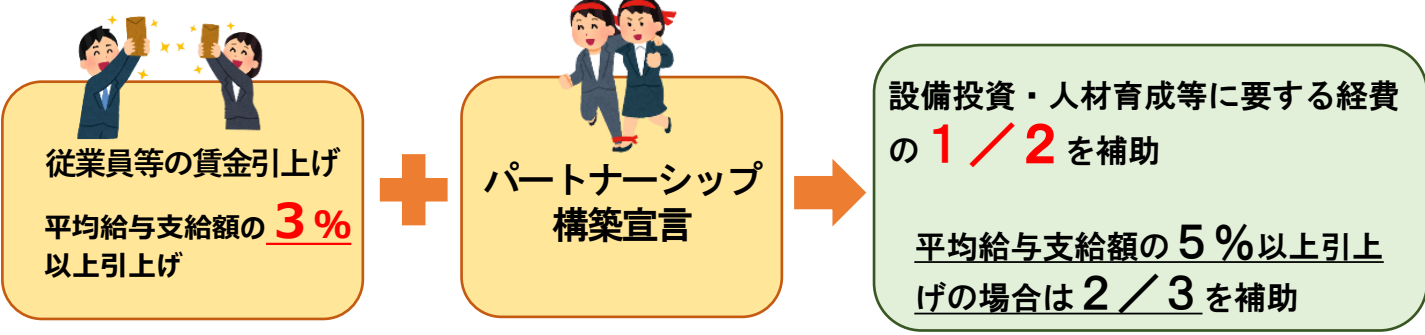 従業員等の賃金引上げ
平均給与支給額の3%
以上引上げ
パートナーシップ
構築宣言
設備投資・人材育成等に要する経費
の1/2を補助
平均給与支給額の5%以上引上
げの場合は2/3を補助